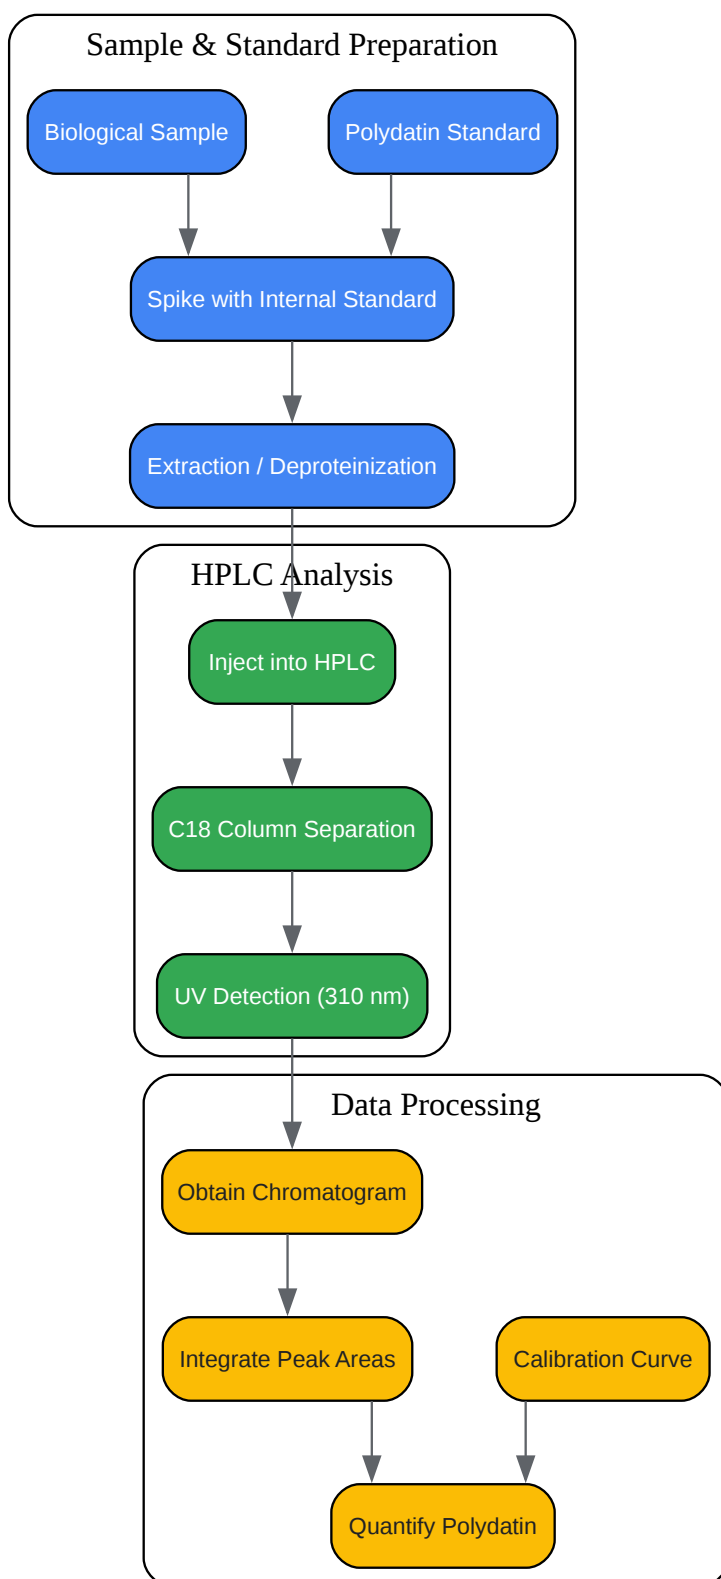 Sample & Standard Preparation
Biological Sample
Polydatin Standard
Spike with Internal Standard
Extraction / Deproteinization
HPLC Analysis
Inject into HPLC
C18 Column Separation
UV Detection (310 nm)
Data Processing
Obtain Chromatogram
Integrate Peak Areas
Calibration Curve
Quantify Polydatin